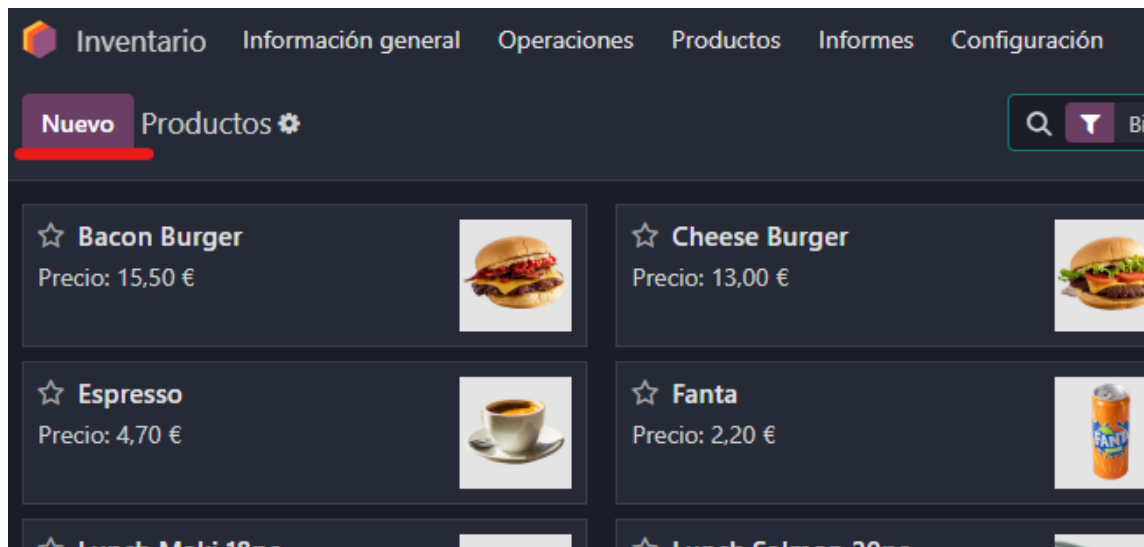 Inventario Información general Operaciones Productos Informes Configuración
Nuevo Productos
Bacon Burger
Precio: 15,50 €
Cheese Burger
Precio: 13,00 €
Espresso
Precio: 4,70 €
Fanta
Precio: 2,20 €
FANTA